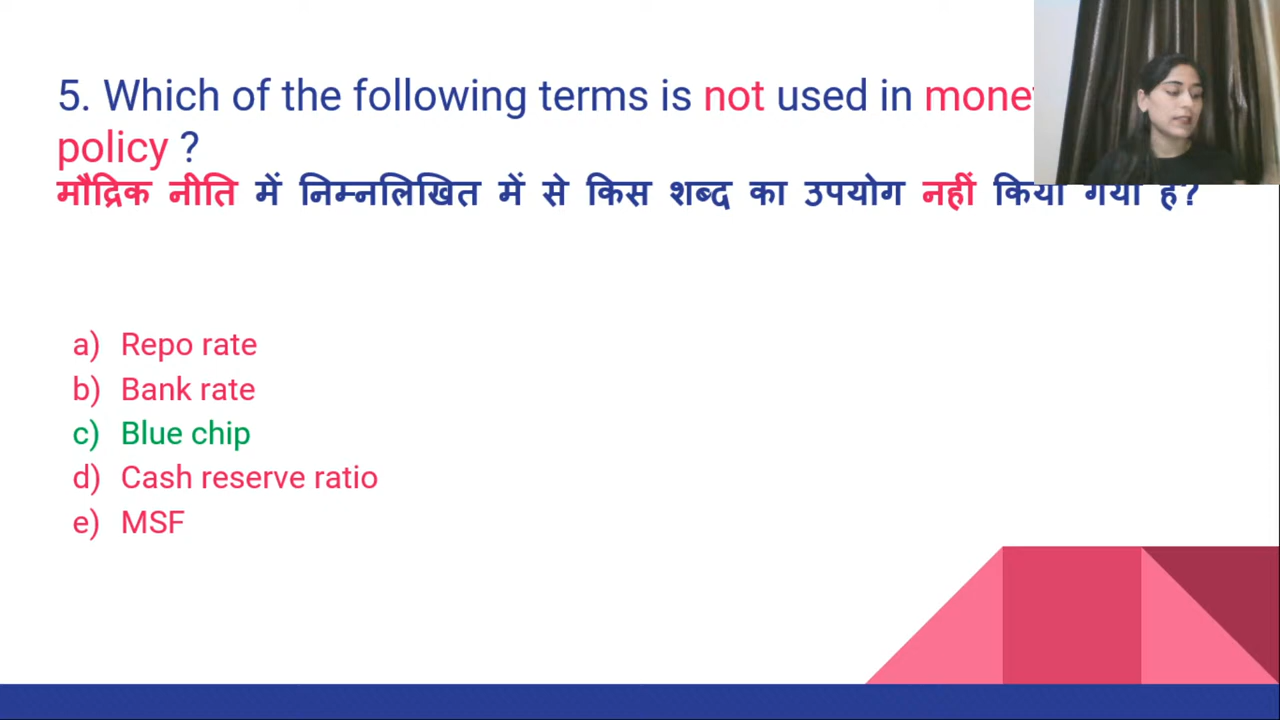 5. Which of the following terms is not used in
policy ?
मौद्रिक नीति में निम्नलिखित में से किस शब्द का उपयोग नहीं किया गया है?
a) Repo rate
b) Bank rate
c) Blue chip
d) Cash reserve ratio
e) MSF